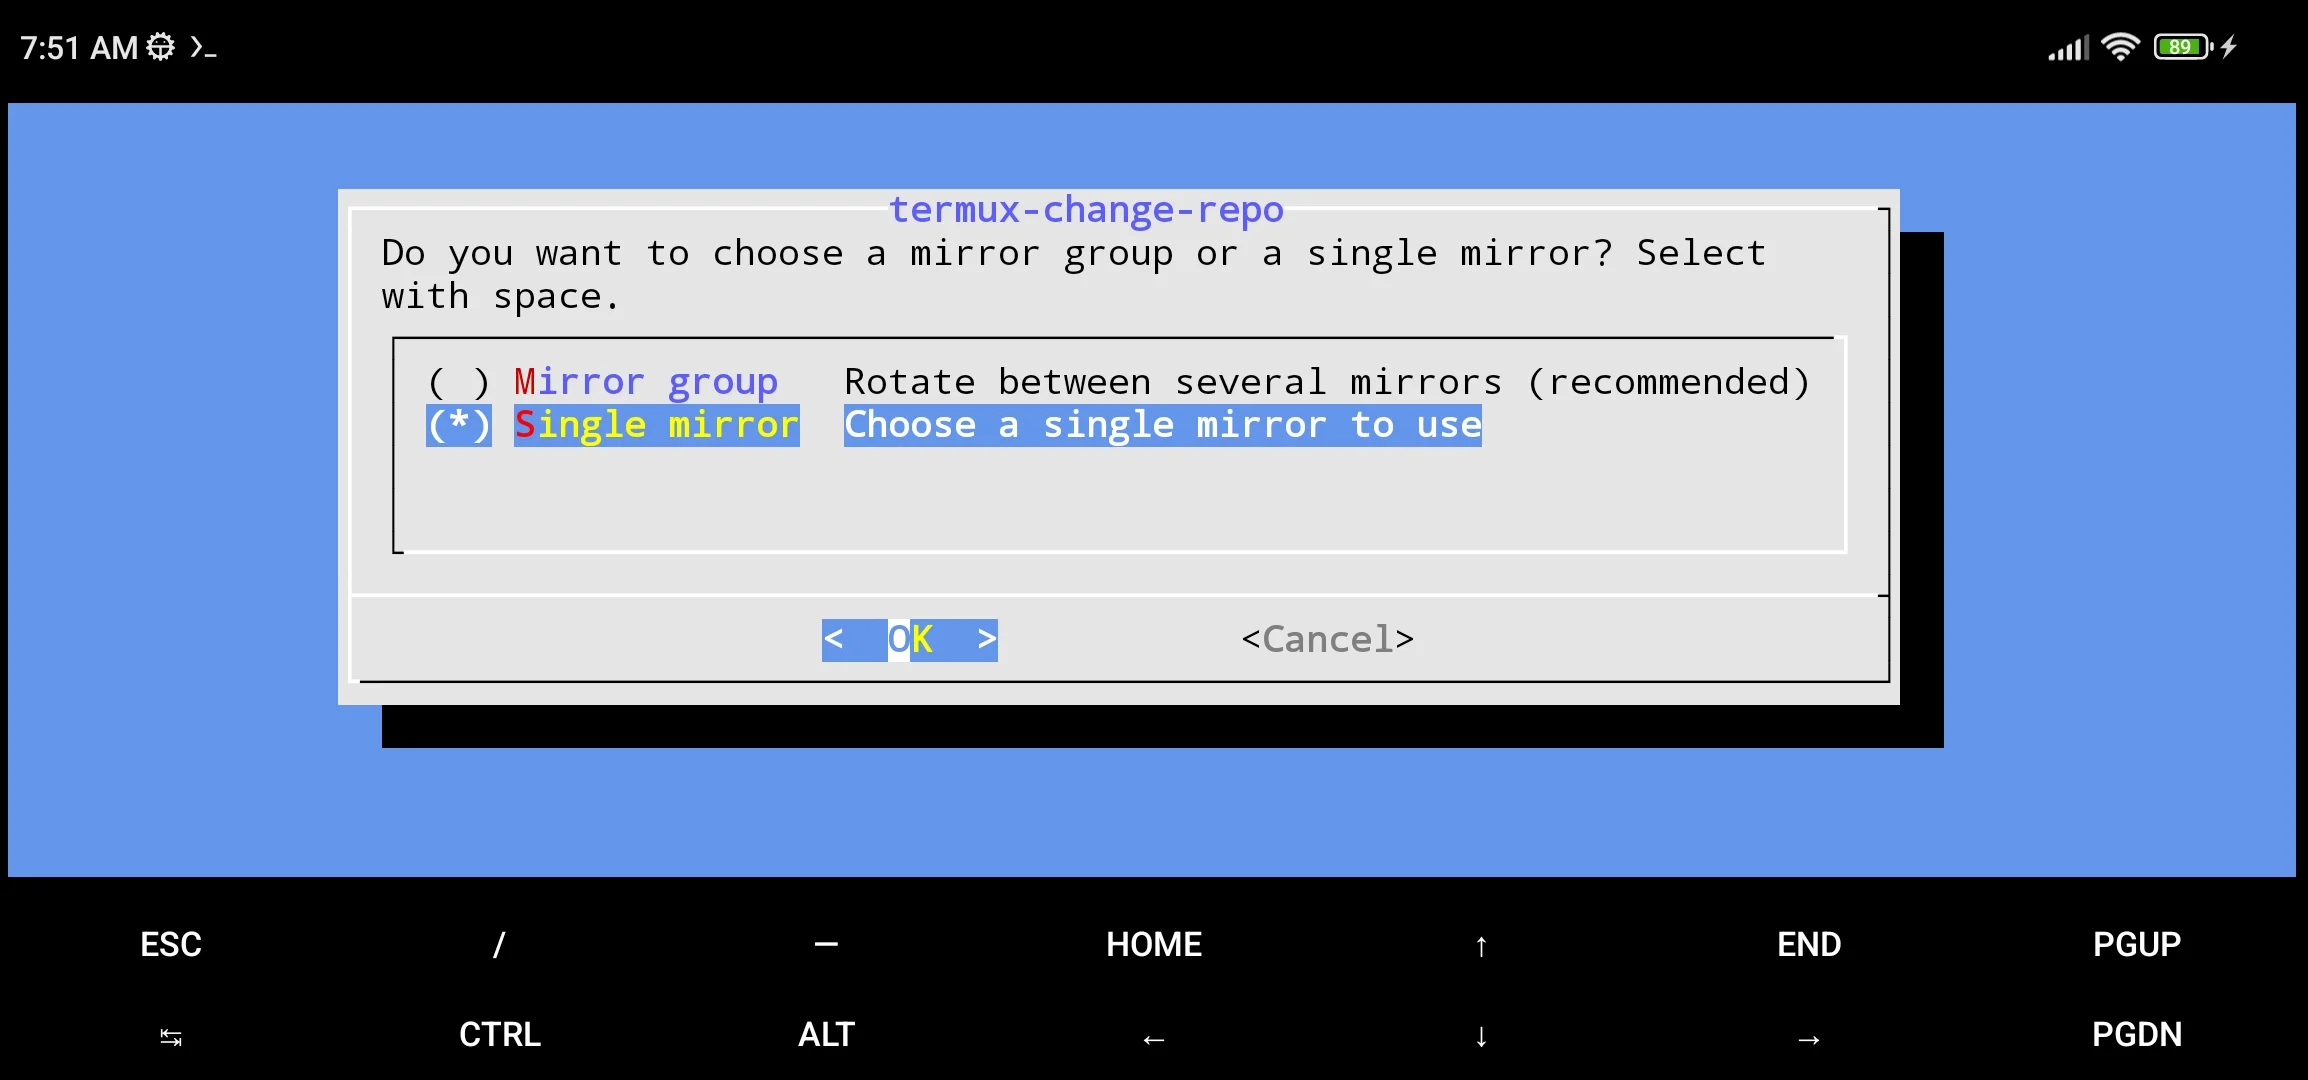 7:51 AM >_ 89
termux-change-repo
Do you want to choose a mirror group or a single mirror? Select
with space.
( ) Mirror group Rotate between several mirrors (recommended)
(*) Single mirror Choose a single mirror to use
< OK > <Cancel>
ESC / — HOME ↑ END PGUP
↹ CTRL ALT ← ↓ → PGDN